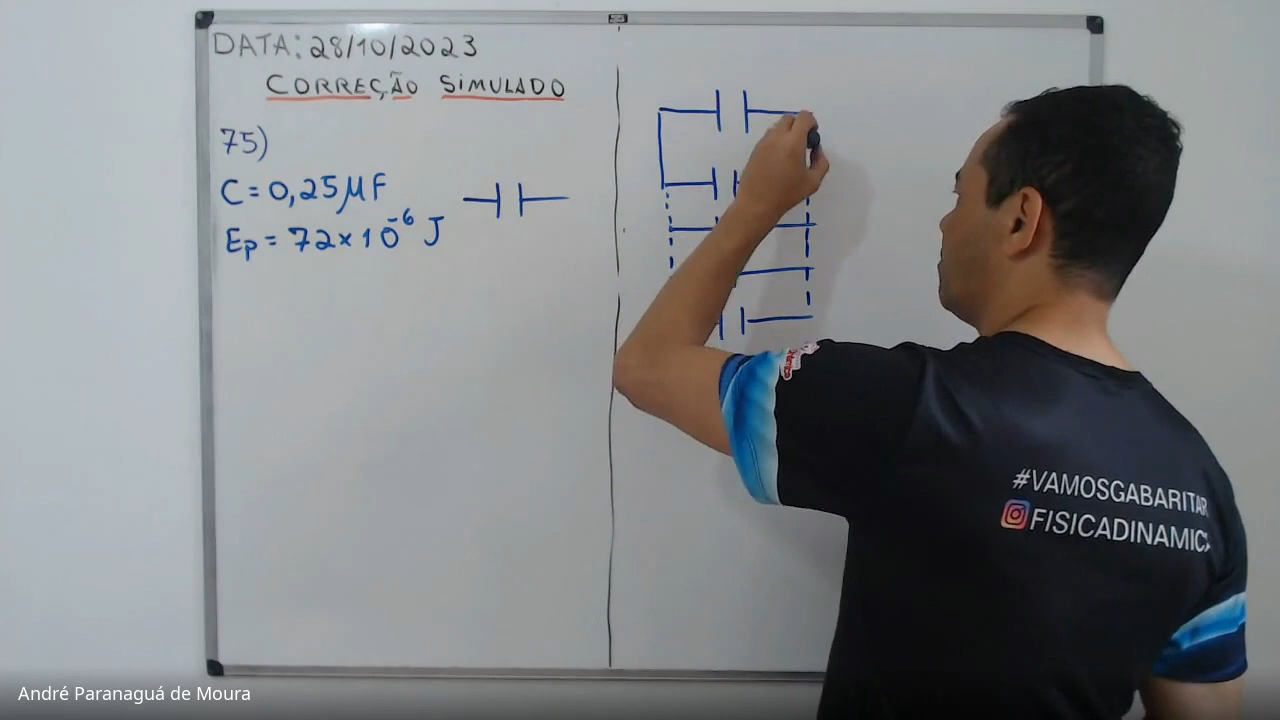 DATA: 28/10/2023
CORREÇÃO SIMULADO
75)
C = 0,25 μF
Ep = 72 × 10⁻⁶ J
#VAMOSGABARITAR
FISICADINAMIC
André Paranaguá de Moura